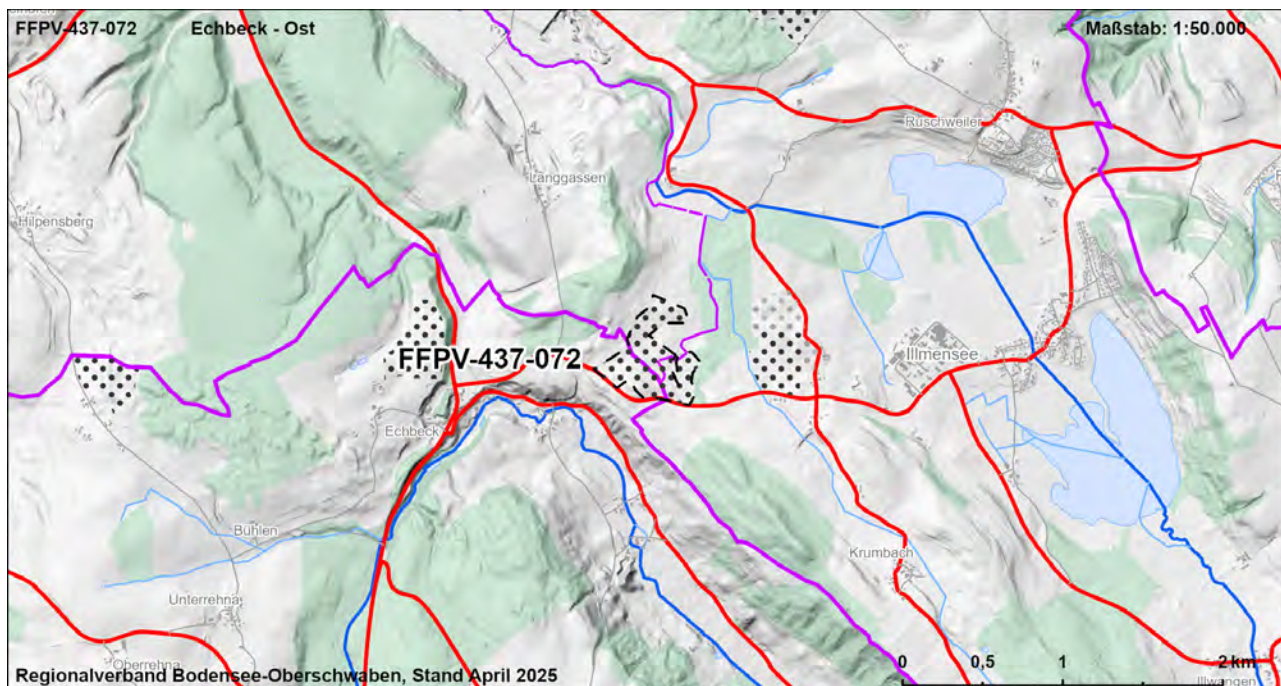 FFPV-437-072 Echbeck - Ost Maßstab: 1:50.000
Ruschweiler
Langgassen
Hilpensberg
FFPV-437-072
Illmensee
Echbeck
Bühlen
Krumbach
Unterrehna
Oberrehna
0 0,5 1 2 km
Illwangen
Regionalverband Bodensee-Oberschwaben, Stand April 2025